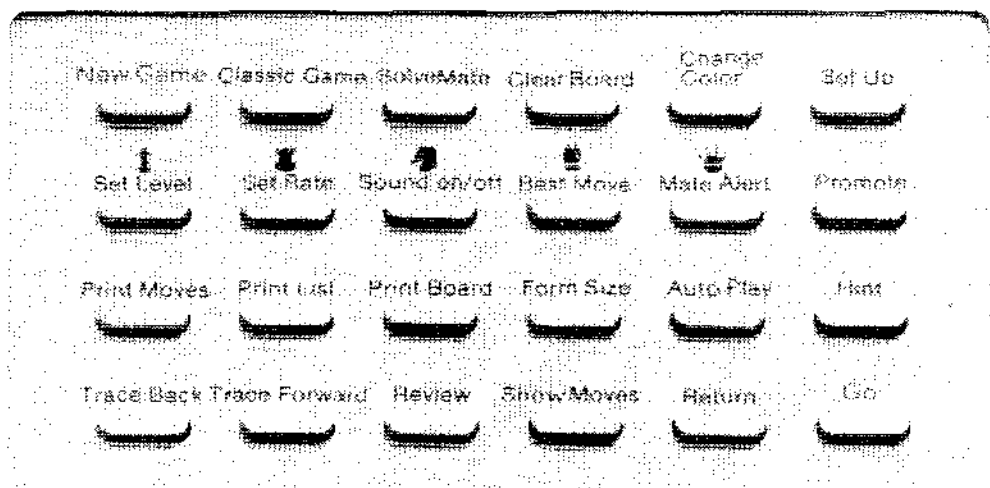 New Game Classic Game SolveMate Clear Board Change Color Set Up
Set Level Set Rate Sound on/off Best Move Mate Alert Promote
Print Moves Print List Print Board Form Size Auto Play Hint
Trace Back Trace Forward Review Show Moves Return Go